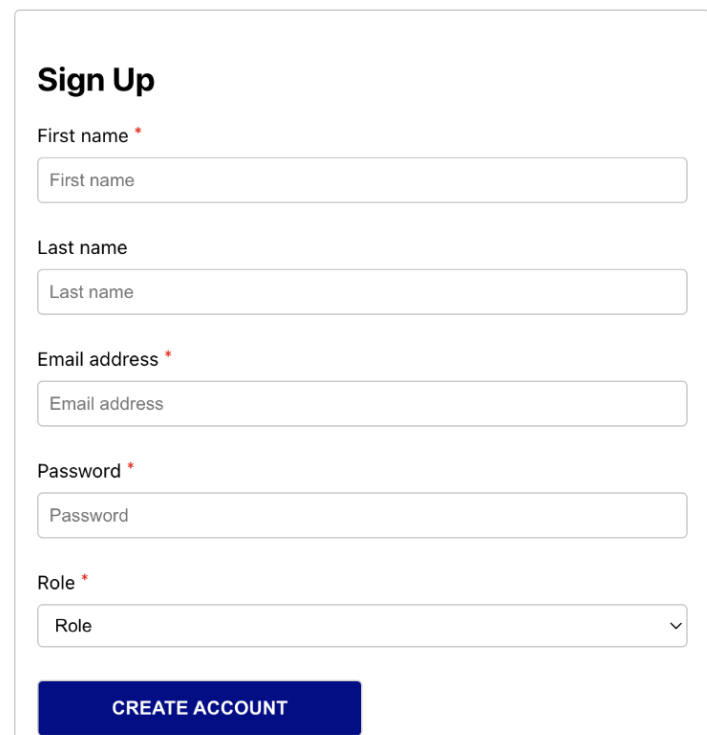 Sign Up
First name *
First name
Last name
Last name
Email address *
Email address
Password *
Password
Role *
Role
CREATE ACCOUNT